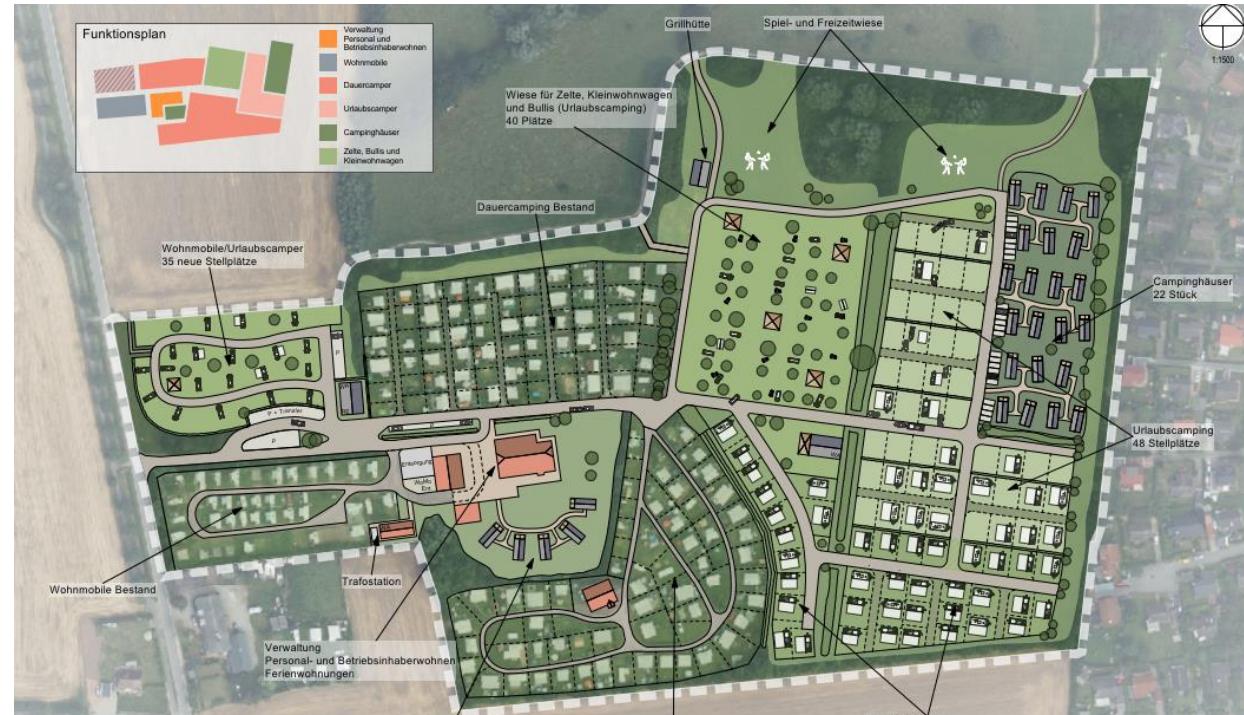 Funktionsplan
Verwaltung
Personal und
Betriebsinhaberwohnen
Wohnmobile
Dauercamper
Urlaubscamper
Campinghäuser
Zelte, Bullis und
Kleinwohnwagen
Grillhütte
Spiel- und Freizeitwiese
1:1500
Wiese für Zelte, Kleinwohnwagen
und Bullis (Urlaubscamping)
40 Plätze
Dauercamping Bestand
Wohnmobile/Urlaubscamper
35 neue Stellplätze
Campinghäuser
22 Stück
P
P + Transfer
P
P
Urlaubscamping
48 Stellplätze
Entsorgung
WoMo
Wohnmobile Bestand
Trafostation
Verwaltung
Personal- und Betriebsinhaberwohnen
Ferienwohnungen